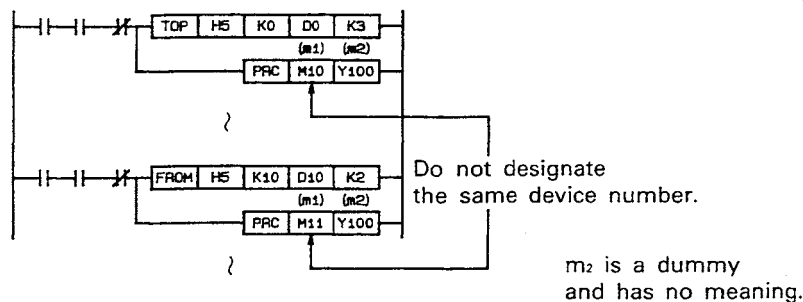 TOP H5 K0 D0 K3
(m1) (m2)
PRC M10 Y100
FROM H5 K10 D10 K2
(m1) (m2)
PRC M11 Y100
Do not designate
the same device number.
m₂ is a dummy
and has no meaning.